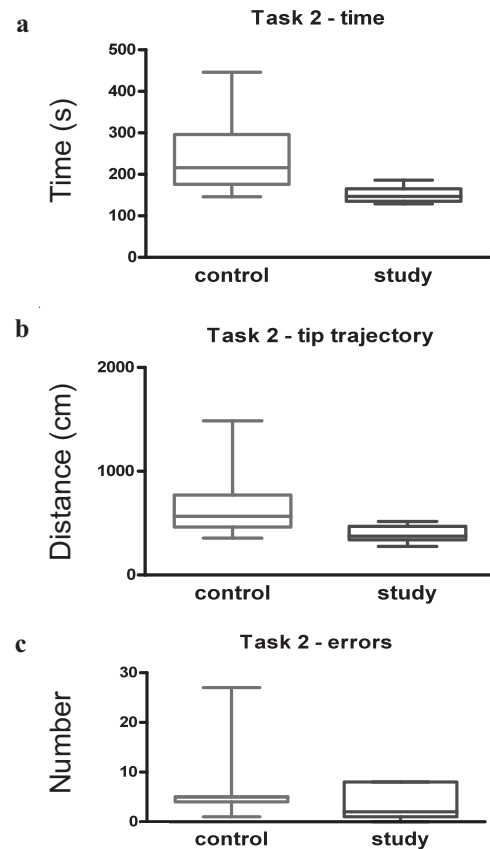 a
Task 2 - time
Time (s)
500
400
300
200
100
0
control study
b
Task 2 - tip trajectory
Distance (cm)
2000
1000
0
control study
c
Task 2 - errors
Number
30
20
10
0
control study